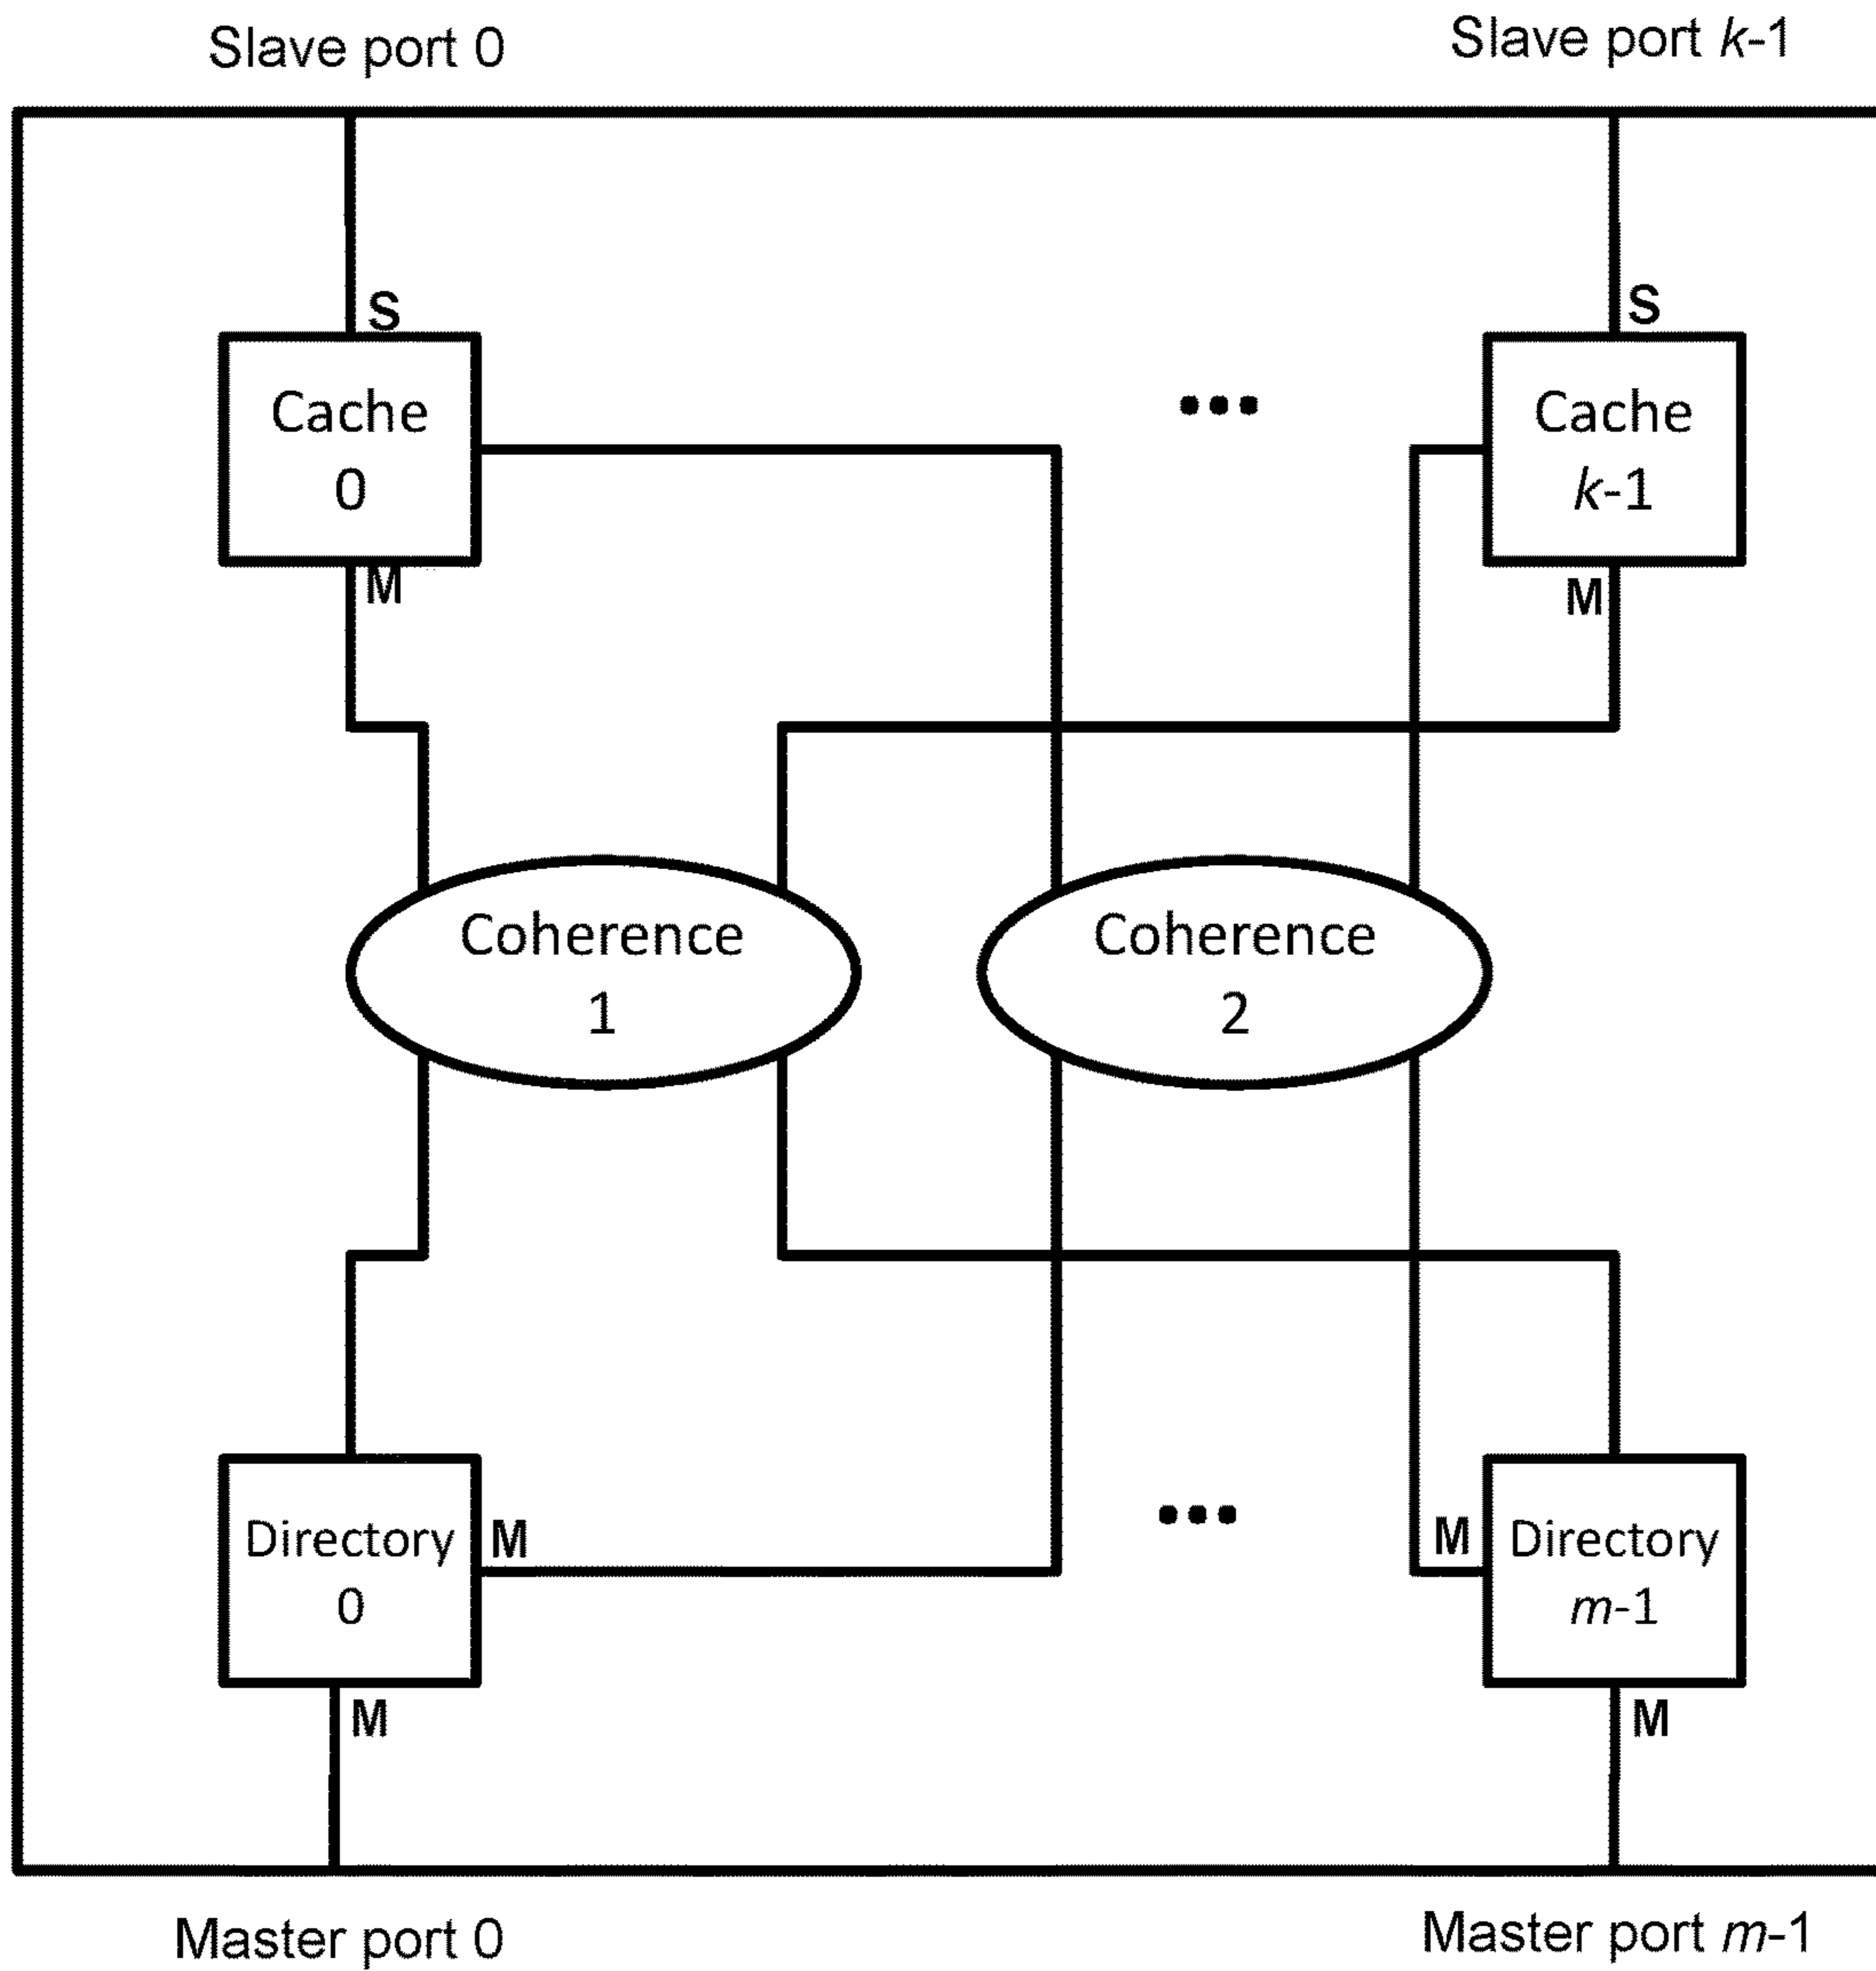 Slave port 0
Slave port k-1
S
S
Cache
0
...
Cache
k-1
M
M
Coherence
1
Coherence
2
Directory
0
M
...
M
Directory
m-1
M
M
Master port 0
Master port m-1